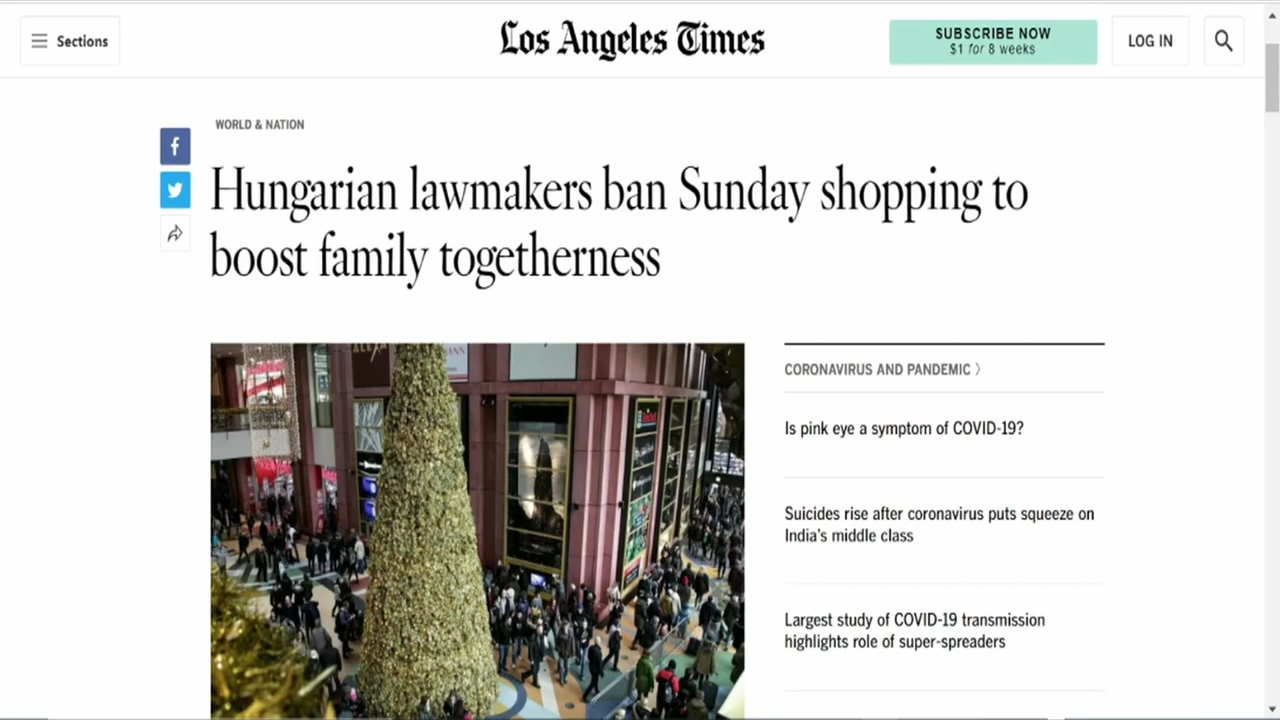 Sections
Los Angeles Times
SUBSCRIBE NOW
$1 for 8 weeks
LOG IN
WORLD & NATION
Hungarian lawmakers ban Sunday shopping to
boost family togetherness
CORONAVIRUS AND PANDEMIC
Is pink eye a symptom of COVID-19?
Suicides rise after coronavirus puts squeeze on
India's middle class
Largest study of COVID-19 transmission
highlights role of super-spreaders